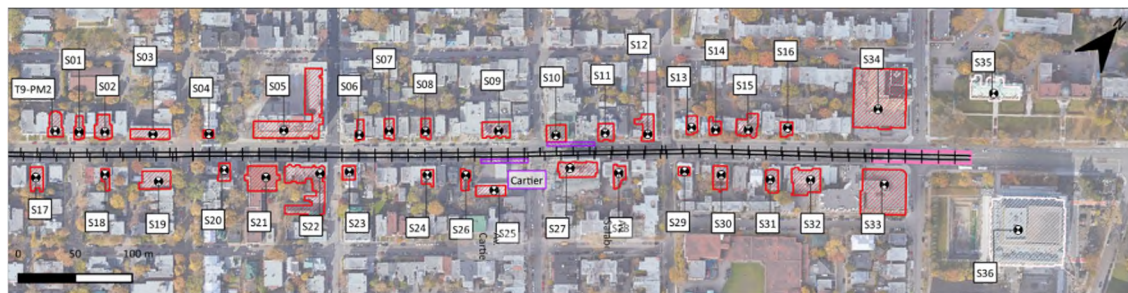 N
S01
S03
S12
S07
S14
S16
S34
S35
T9-PM2
S02
S04
S05
S06
S08
S09
S10
S11
S13
S15
Cartier
S17
S18
S19
S20
S21
S22
S23
S24
S26
S25
S27
S29
S30
S31
S32
S33
S36
Av.
Cartie
0 50 100 m